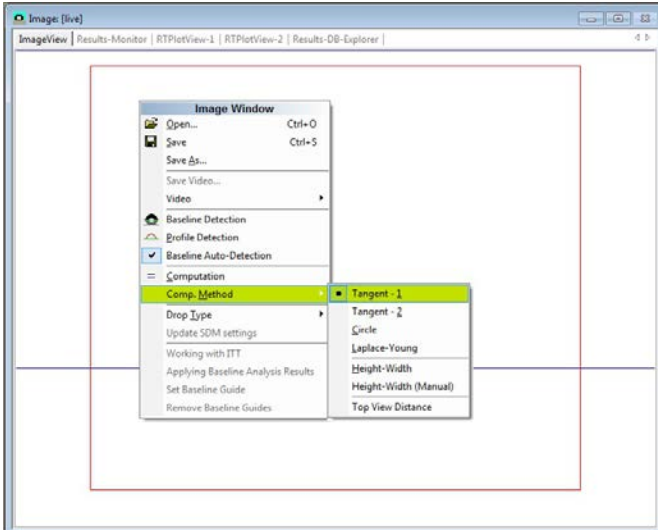 Image: [live]
ImageView | Results-Monitor | RTPlotView-1 | RTPlotView-2 | Results-DB-Explorer |
Image Window
Open... Ctrl+O
Save Ctrl+S
Save As...
Save Video...
Video
Baseline Detection
Profile Detection
Baseline Auto-Detection
Computation
Comp. Method
Drop Type
Update SDM settings
Working with ITT
Applying Baseline Analysis Results
Set Baseline Guide
Remove Baseline Guides
Tangent - 1
Tangent - 2
Circle
Laplace-Young
Height-Width
Height-Width (Manual)
Top View Distance